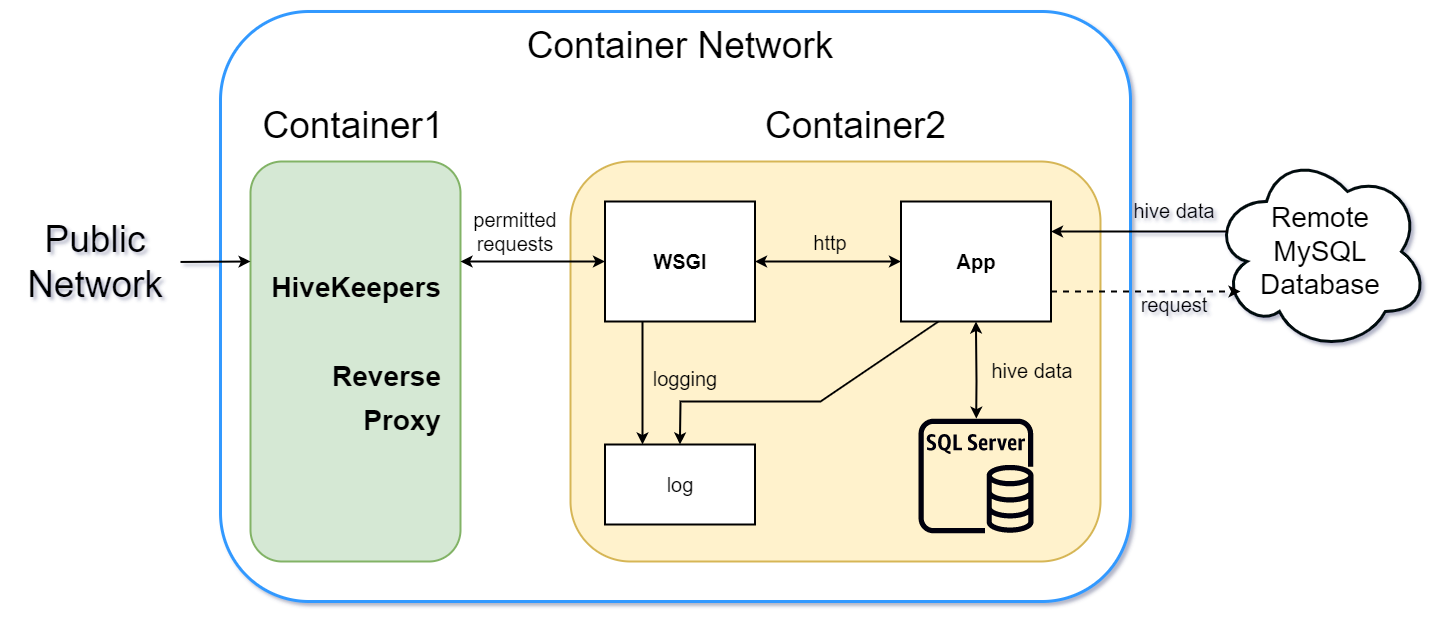 Container Network
Container1
Container2
Public
Network
HiveKeepers
Reverse
Proxy
permitted
requests
WSGI
http
App
hive data
request
Remote
MySQL
Database
logging
hive data
log
SQL Server